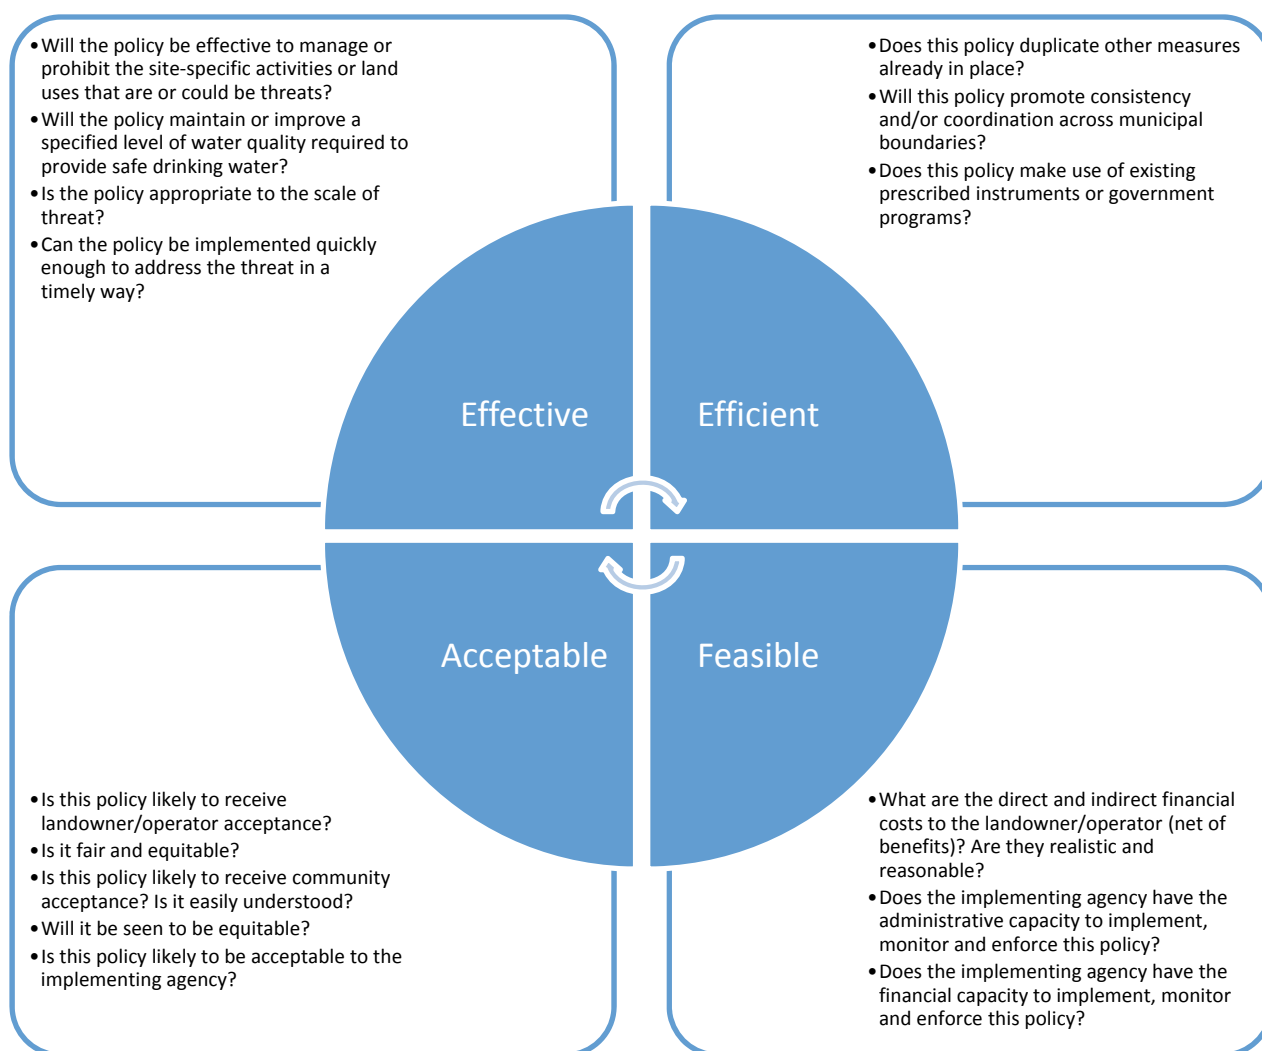 •Will the policy be effective to manage or
prohibit the site-specific activities or land
uses that are or could be threats?
•Will the policy maintain or improve a
specified level of water quality required to
provide safe drinking water?
•Is the policy appropriate to the scale of
threat?
•Can the policy be implemented quickly
enough to address the threat in a
timely way?
•Does this policy duplicate other measures
already in place?
•Will this policy promote consistency
and/or coordination across municipal
boundaries?
•Does this policy make use of existing
prescribed instruments or government
programs?
Effective
Efficient
Acceptable
Feasible
•Is this policy likely to receive
landowner/operator acceptance?
•Is it fair and equitable?
•Is this policy likely to receive community
acceptance? Is it easily understood?
•Will it be seen to be equitable?
•Is this policy likely to be acceptable to the
implementing agency?
•What are the direct and indirect financial
costs to the landowner/operator (net of
benefits)? Are they realistic and
reasonable?
•Does the implementing agency have the
administrative capacity to implement,
monitor and enforce this policy?
•Does the implementing agency have the
financial capacity to implement, monitor
and enforce this policy?